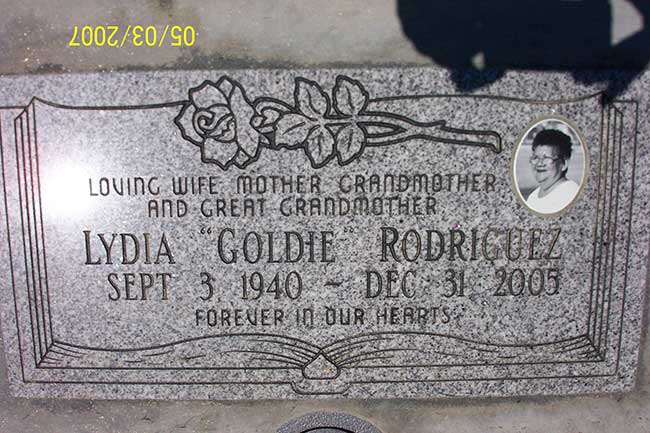 05/03/2007
LOVING WIFE MOTHER GRANDMOTHER
AND GREAT GRANDMOTHER
LYDIA "GOLDIE" RODRIGUEZ
SEPT 3 1940 - DEC 31 2005
FOREVER IN OUR HEARTS